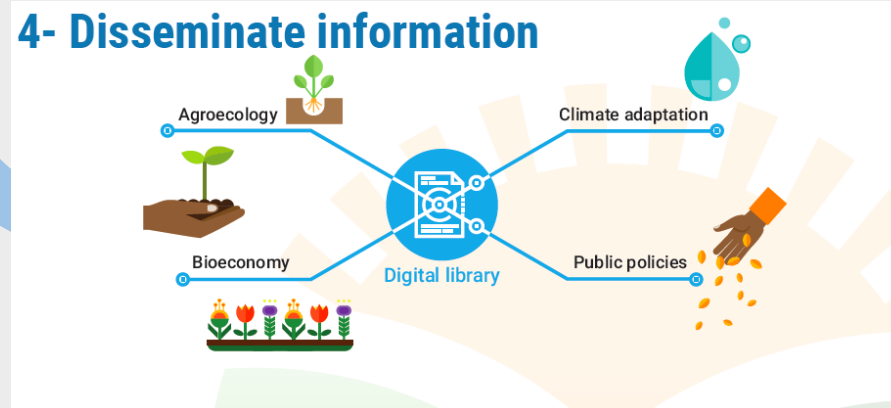 4- Disseminate information
Agroecology
Climate adaptation
Bioeconomy
Public policies
Digital library